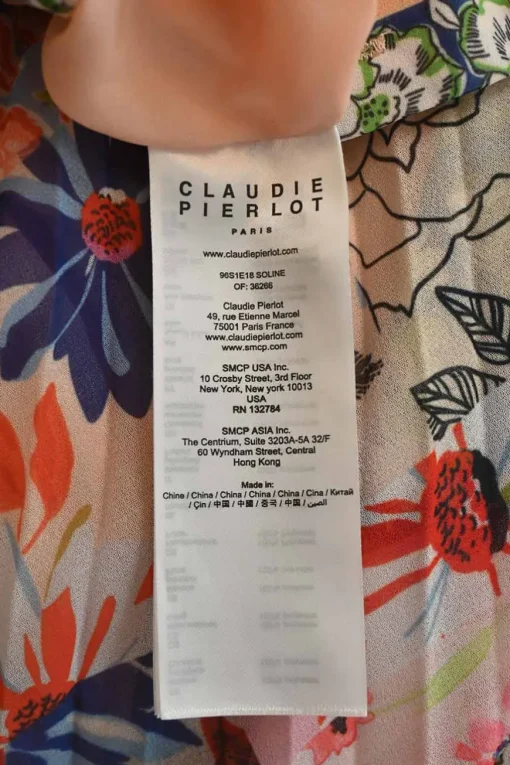 CLAUDIE
PIERLOT
PARIS
www.claudiepierlot.com
96S1E18 SOLINE
OF: 36266
Claudie Pierlot
49, rue Etienne Marcel
75001 Paris France
www.claudiepierlot.com
www.smcp.com
SMCP USA Inc.
10 Crosby Street, 3rd Floor
New York, New york 10013
USA
RN 132784
SMCP ASIA Inc.
The Centrium, Suite 3203A-5A 32/F
60 Wyndham Street, Central
Hong Kong
Made in:
Chine / China / China / China / China / Cina / Китай
/ Çin / 中国 / 中國 / 중국 / 中国 / الصين